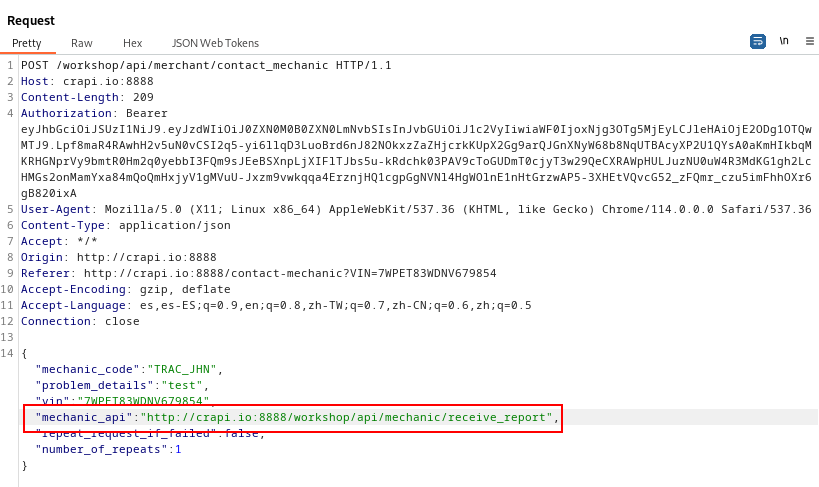 Request
Pretty Raw Hex JSON Web Tokens \n
1 POST /workshop/api/merchant/contact_mechanic HTTP/1.1
2 Host: crapi.io:8888
3 Content-Length: 209
4 Authorization: Bearer
eyJhbGciOiJSUzI1NiJ9.eyJzdWIiOiJ0ZXN0M0B0ZXN0LmNvbSIsInJvbGUiOiJ1c2VyIiwiaWF0IjoxNjg3OTg5MjEyLCJleHAiOjE2ODg1OTQw
5 User-Agent: Mozilla/5.0 (X11; Linux x86_64) AppleWebKit/537.36 (KHTML, like Gecko) Chrome/114.0.0.0 Safari/537.36
6 Content-Type: application/json
7 Accept: */*
8 Origin: http://crapi.io:8888
9 Referer: http://crapi.io:8888/contact-mechanic?VIN=7WPET83WDNV679854
10 Accept-Encoding: gzip, deflate
11 Accept-Language: es,es-ES;q=0.9,en;q=0.8,zh-TW;q=0.7,zh-CN;q=0.6,zh;q=0.5
12 Connection: close
13
14 {
"mechanic_code":"TRAC_JHN",
"problem_details":"test",
"vin":"7WPET83WDNV679854",
"mechanic_api":"http://crapi.io:8888/workshop/api/mechanic/receive_report",
"repeat_request_if_failed":false,
"number_of_repeats":1
}